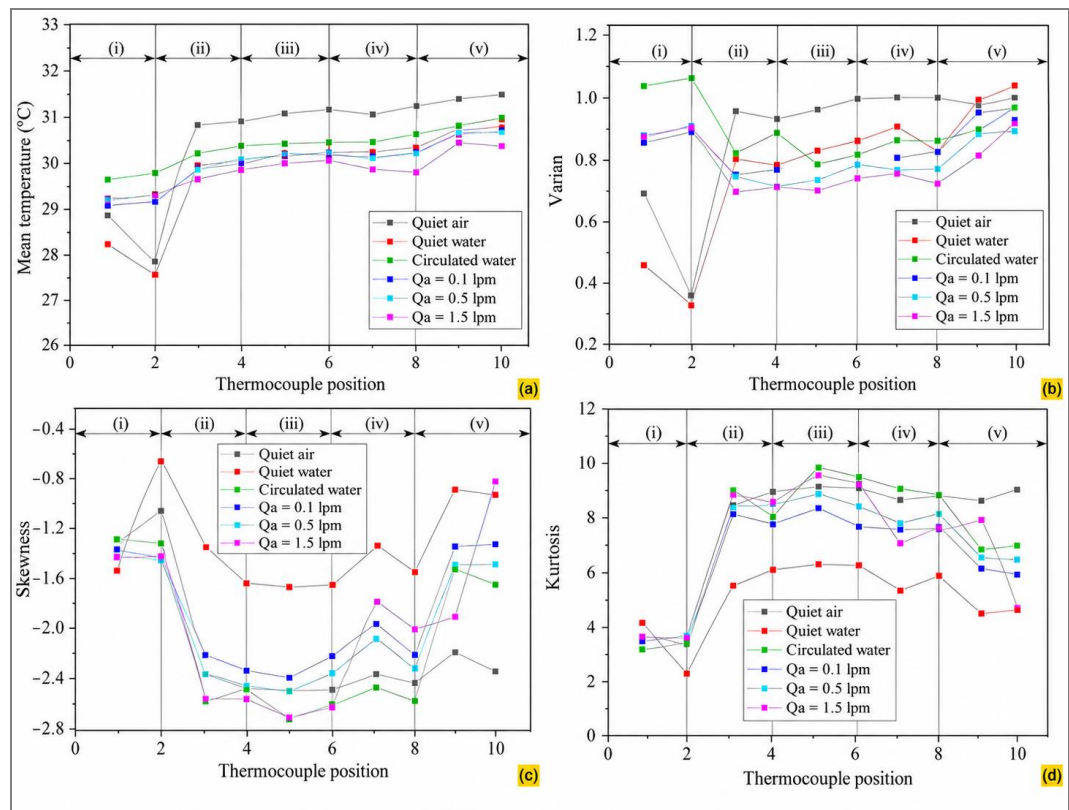 33
32
31
30
29
28
27
26
Mean temperature (°C)
(i) (ii) (iii) (iv) (v)
Quiet air
Quiet water
Circulated water
Qa = 0.1 lpm
Qa = 0.5 lpm
Qa = 1.5 lpm
0 2 4 6 8 10
Thermocouple position
(a)
1.2
1.0
0.8
0.6
0.4
0.2
Varian
(i) (ii) (iii) (iv) (v)
Quiet air
Quiet water
Circulated water
Qa = 0.1 lpm
Qa = 0.5 lpm
Qa = 1.5 lpm
0 2 4 6 8 10
Thermocouple position
(b)
−0.4
−0.8
−1.2
−1.6
−2.0
−2.4
−2.8
Skewness
(i) (ii) (iii) (iv) (v)
Quiet air
Quiet water
Circulated water
Qa = 0.1 lpm
Qa = 0.5 lpm
Qa = 1.5 lpm
0 2 4 6 8 10
Thermocouple position
(c)
12
10
8
6
4
2
0
Kurtosis
(i) (ii) (iii) (iv) (v)
Quiet air
Quiet water
Circulated water
Qa = 0.1 lpm
Qa = 0.5 lpm
Qa = 1.5 lpm
0 2 4 6 8 10
Thermocouple position
(d)